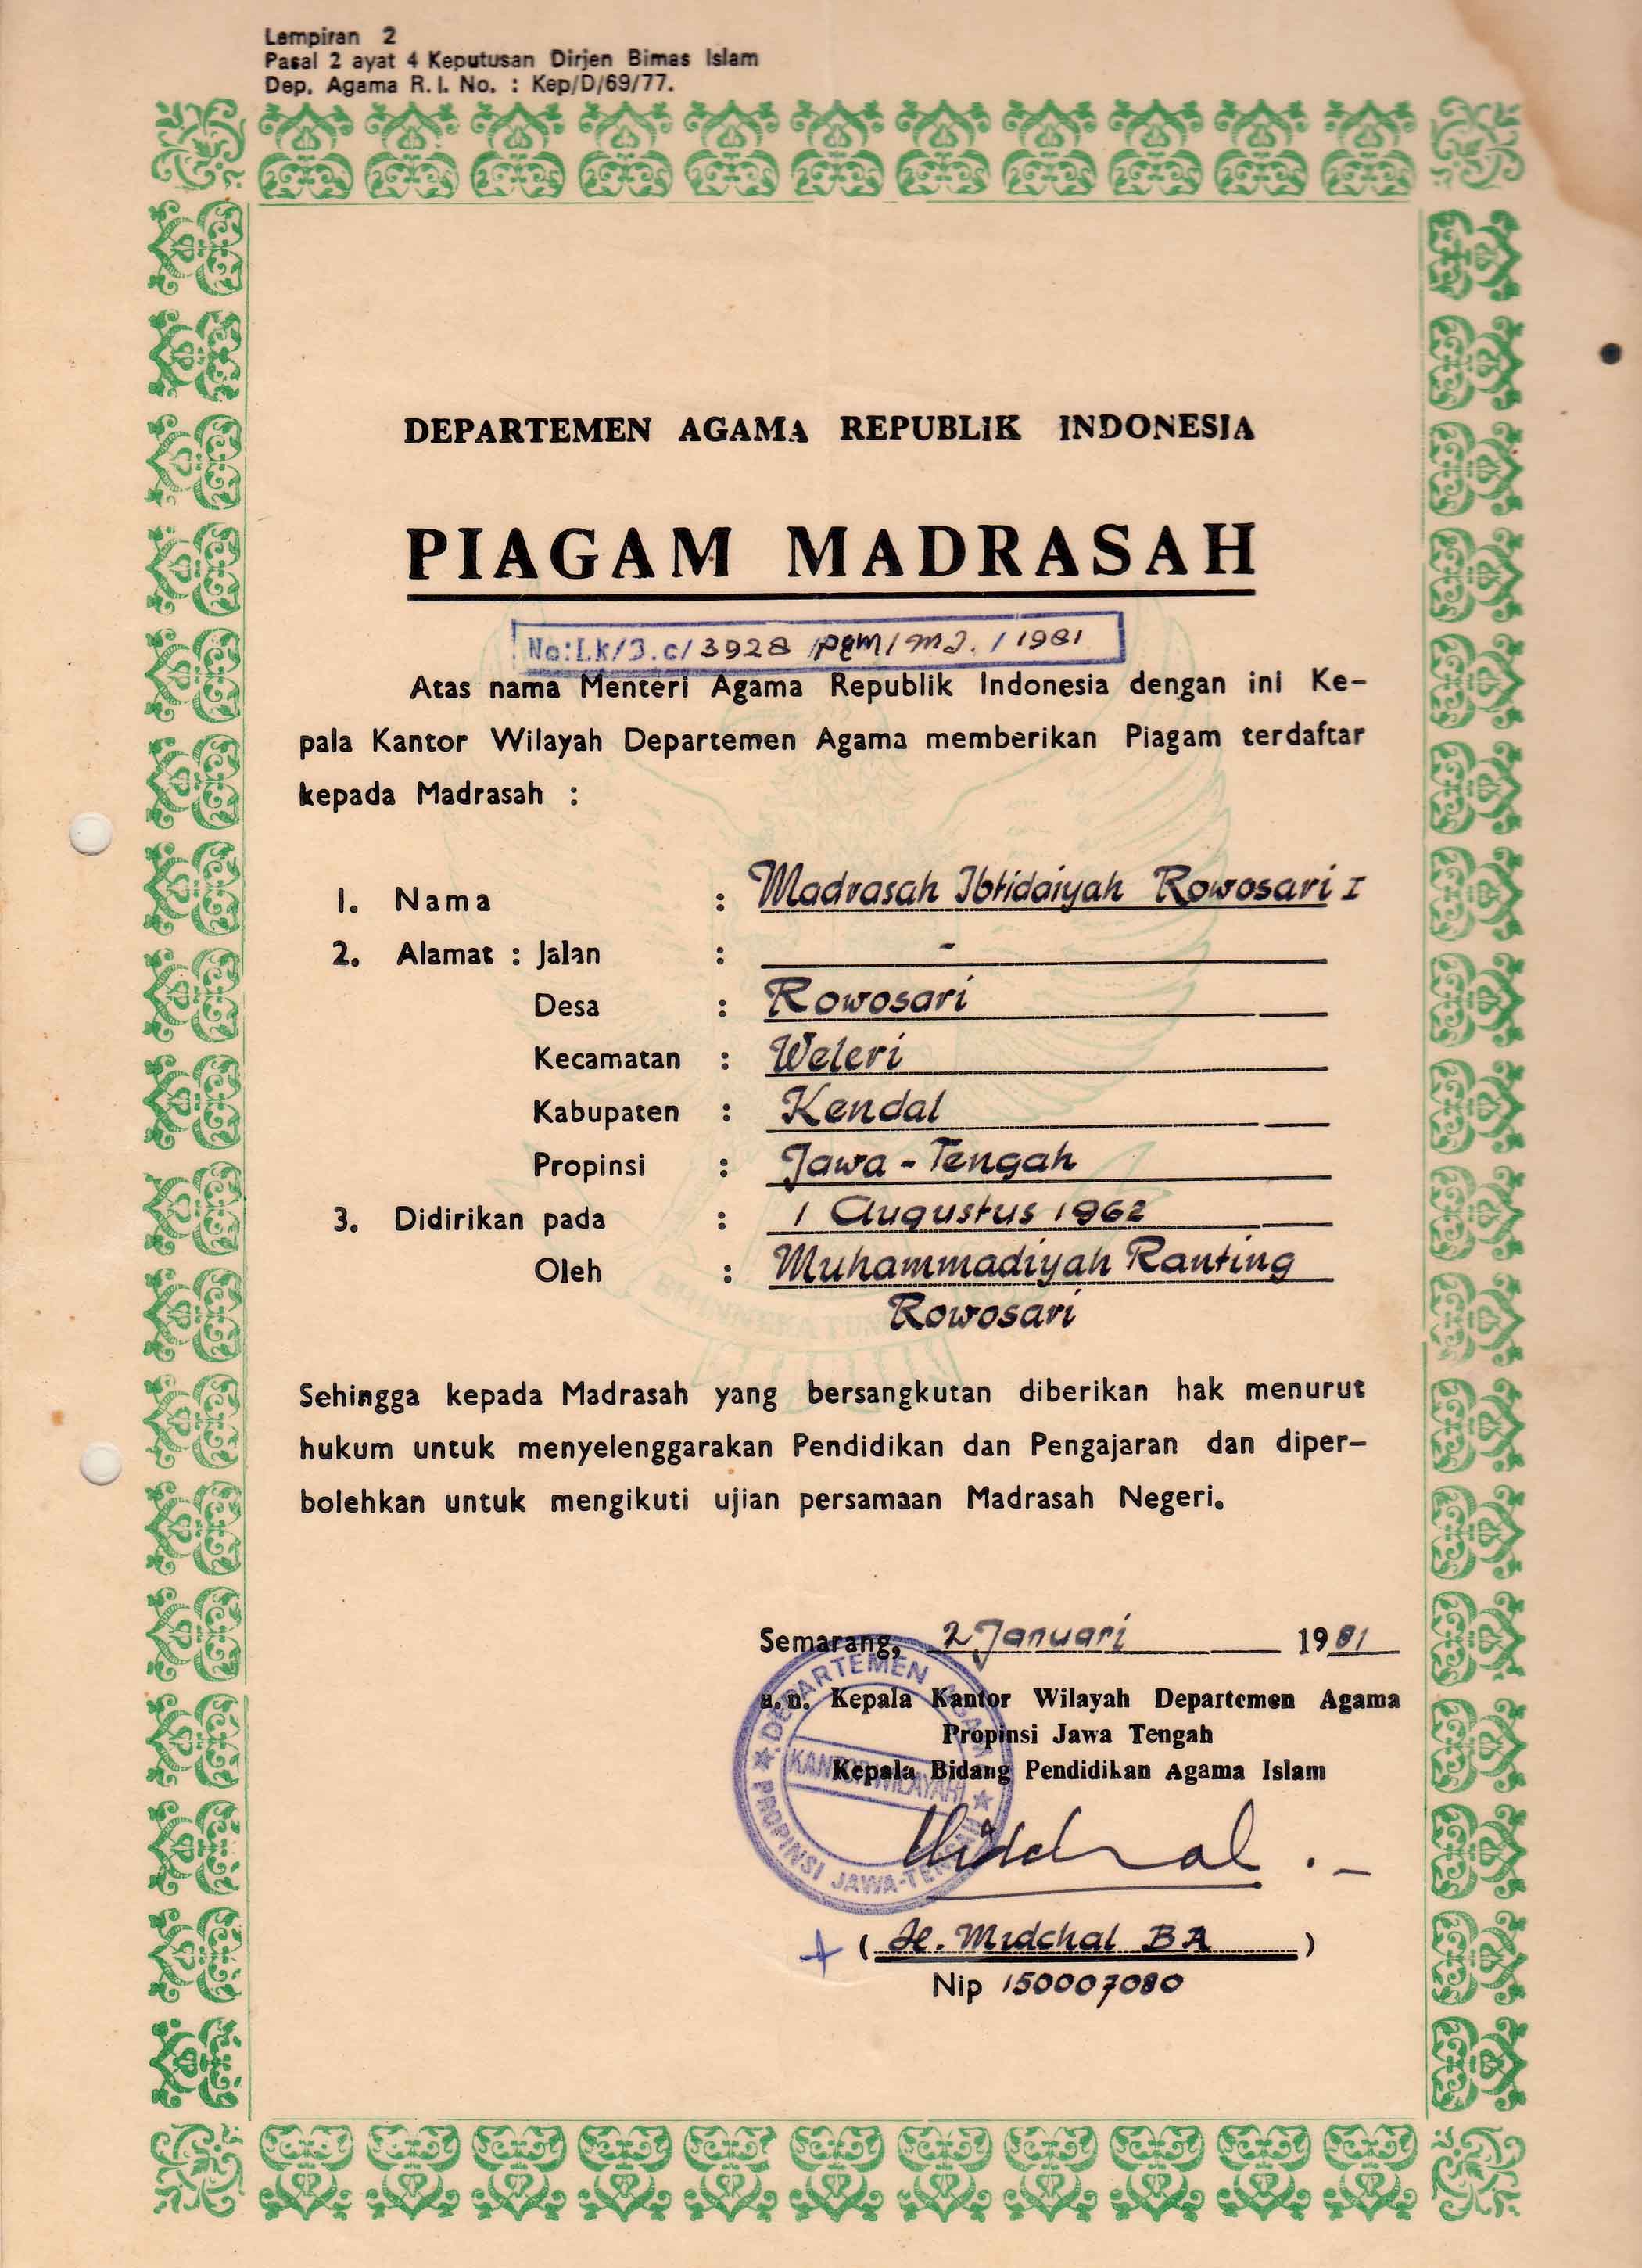 Lampiran 2
Pasal 2 ayat 4 Keputusan Dirjen Bimas Islam
Dep. Agama R.I. No. : Kep/D/69/77.
DEPARTEMEN AGAMA REPUBLIK INDONESIA
PIAGAM MADRASAH
No:Lk/3.c/3928/pgm/MI./1981
Atas nama Menteri Agama Republik Indonesia dengan ini Ke-
pala Kantor Wilayah Departemen Agama memberikan Piagam terdaftar
kepada Madrasah :
1. Nama : Madrasah Ibtidaiyah Rowosari I
2. Alamat : Jalan : -
Desa : Rowosari
Kecamatan : Weleri
Kabupaten : Kendal
Propinsi : Jawa-Tengah
3. Didirikan pada : 1 Augustus 1962
Oleh : Muhammadiyah Ranting
Rowosari
BHINNEKA TUN
Sehingga kepada Madrasah yang bersangkutan diberikan hak menurut
hukum untuk menyelenggarakan Pendidikan dan Pengajaran dan diper-
bolehkan untuk mengikuti ujian persamaan Madrasah Negeri.
Semarang, 2 Januari 1981
a.n. Kepala Kantor Wilayah Departemen Agama
Propinsi Jawa Tengah
Kepala Bidang Pendidikan Agama Islam
DEPARTEMEN AGAMA
KANTOR WILAYAH
PROPINSI JAWA-TENGAH
Midchal
( H. Midchal BA )
Nip 150007080